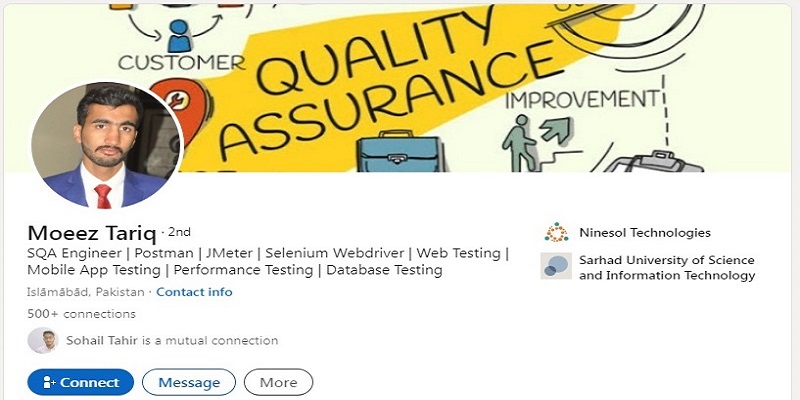 CUSTOMER
QUALITY
ASSURANCE
IMPROVEMENT
Moeez Tariq · 2nd
SQA Engineer | Postman | JMeter | Selenium Webdriver | Web Testing |
Mobile App Testing | Performance Testing | Database Testing
Islāmābād, Pakistan · Contact info
500+ connections
Sohail Tahir is a mutual connection
Connect
Message
More
Ninesol Technologies
Sarhad University of Science
and Information Technology